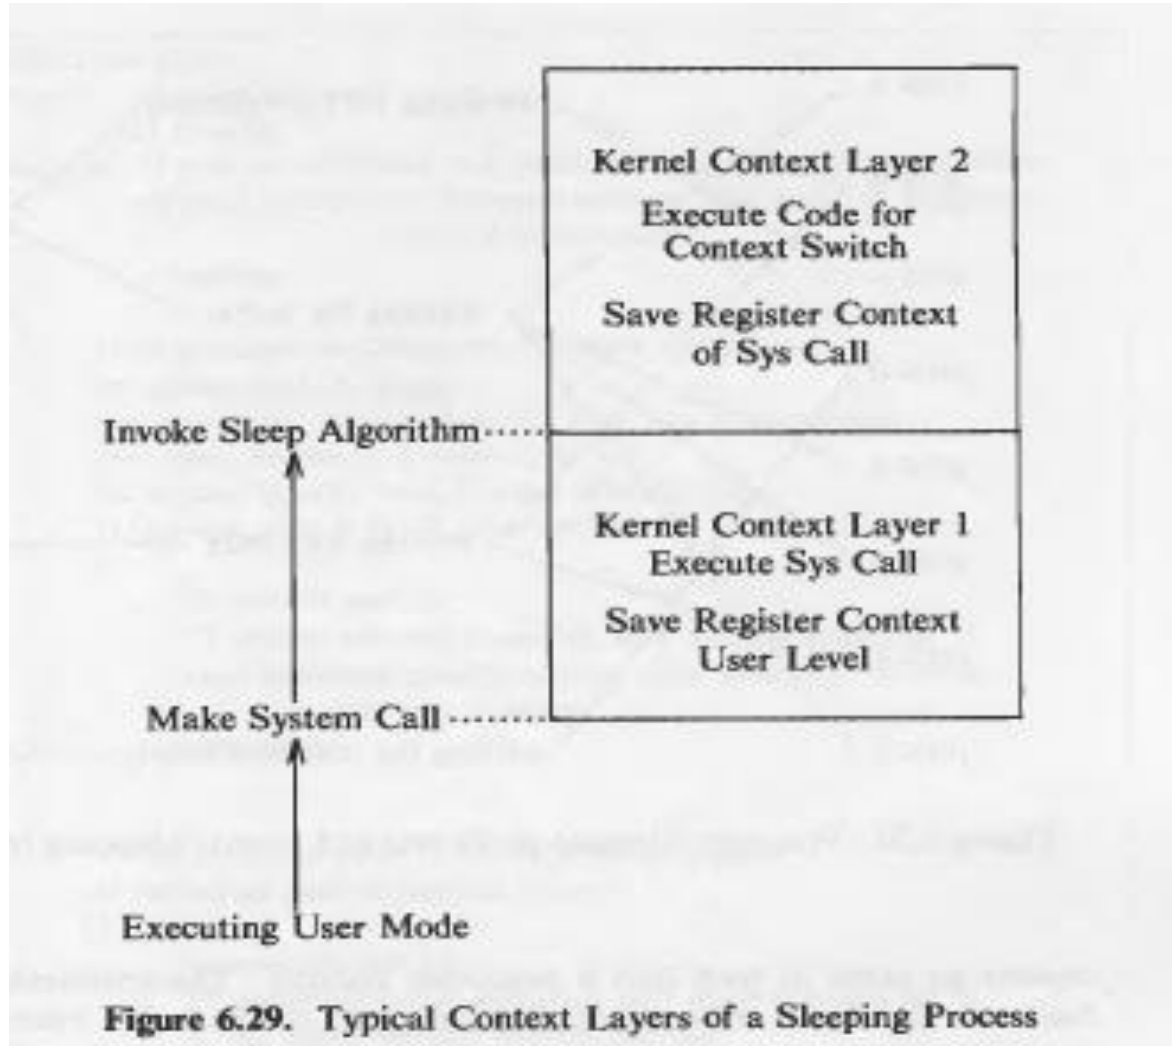 Kernel Context Layer 2
Execute Code for
Context Switch
Save Register Context
of Sys Call
Invoke Sleep Algorithm
Kernel Context Layer 1
Execute Sys Call
Save Register Context
User Level
Make System Call
Executing User Mode
Figure 6.29. Typical Context Layers of a Sleeping Process